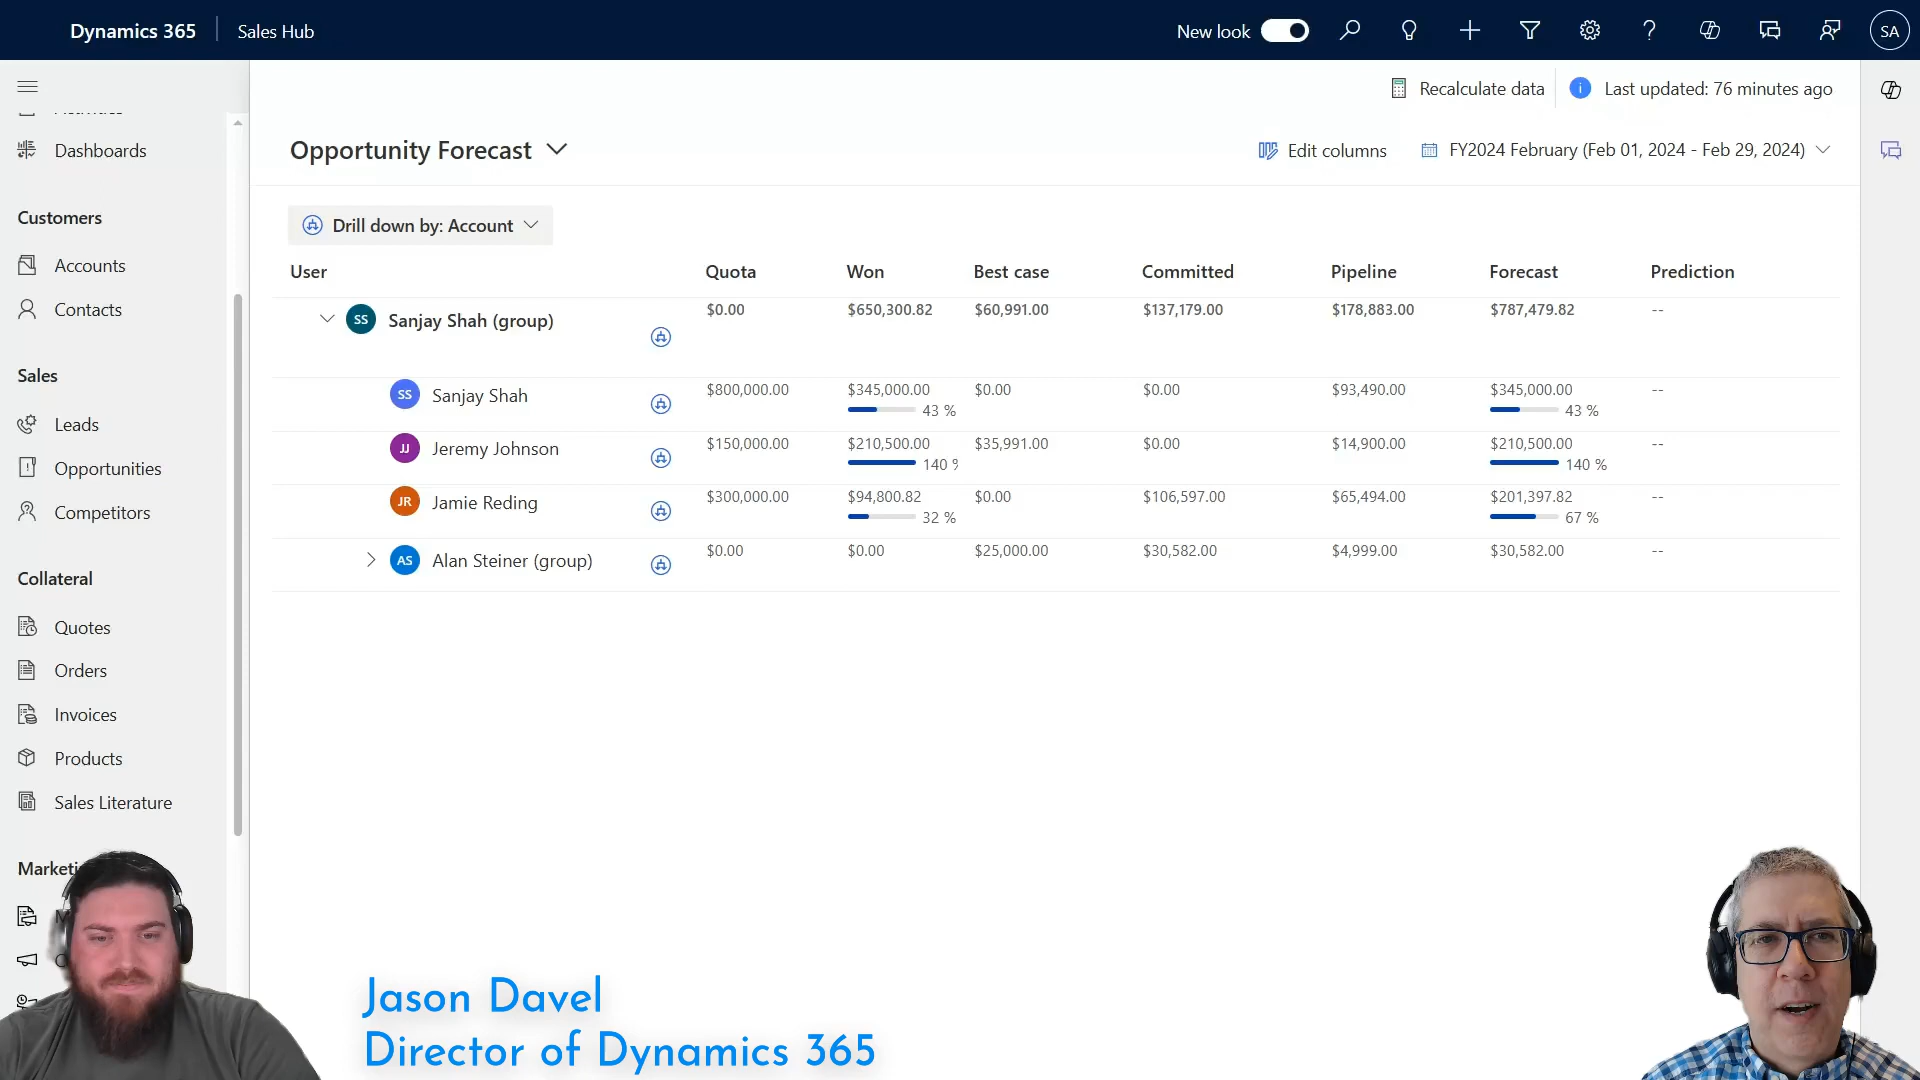 Dynamics 365 Sales Hub New look SA
Recalculate data Last updated: 76 minutes ago
Opportunity Forecast Edit columns FY2024 February (Feb 01, 2024 - Feb 29, 2024)
Drill down by: Account
User Quota Won Best case Committed Pipeline Forecast Prediction
SS Sanjay Shah (group) $0.00 $650,300.82 $60,991.00 $137,179.00 $178,883.00 $787,479.82 --
SS Sanjay Shah $800,000.00 $345,000.00 $0.00 $0.00 $93,490.00 $345,000.00 --
43 % 43 %
JJ Jeremy Johnson $150,000.00 $210,500.00 $35,991.00 $0.00 $14,900.00 $210,500.00 --
140 % 140 %
JR Jamie Reding $300,000.00 $94,800.82 $0.00 $106,597.00 $65,494.00 $201,397.82 --
32 % 67 %
AS Alan Steiner (group) $0.00 $0.00 $25,000.00 $30,582.00 $4,999.00 $30,582.00 --
Dashboards
Customers
Accounts
Contacts
Sales
Leads
Opportunities
Competitors
Collateral
Quotes
Orders
Invoices
Products
Sales Literature
Jason Davel
Director of Dynamics 365